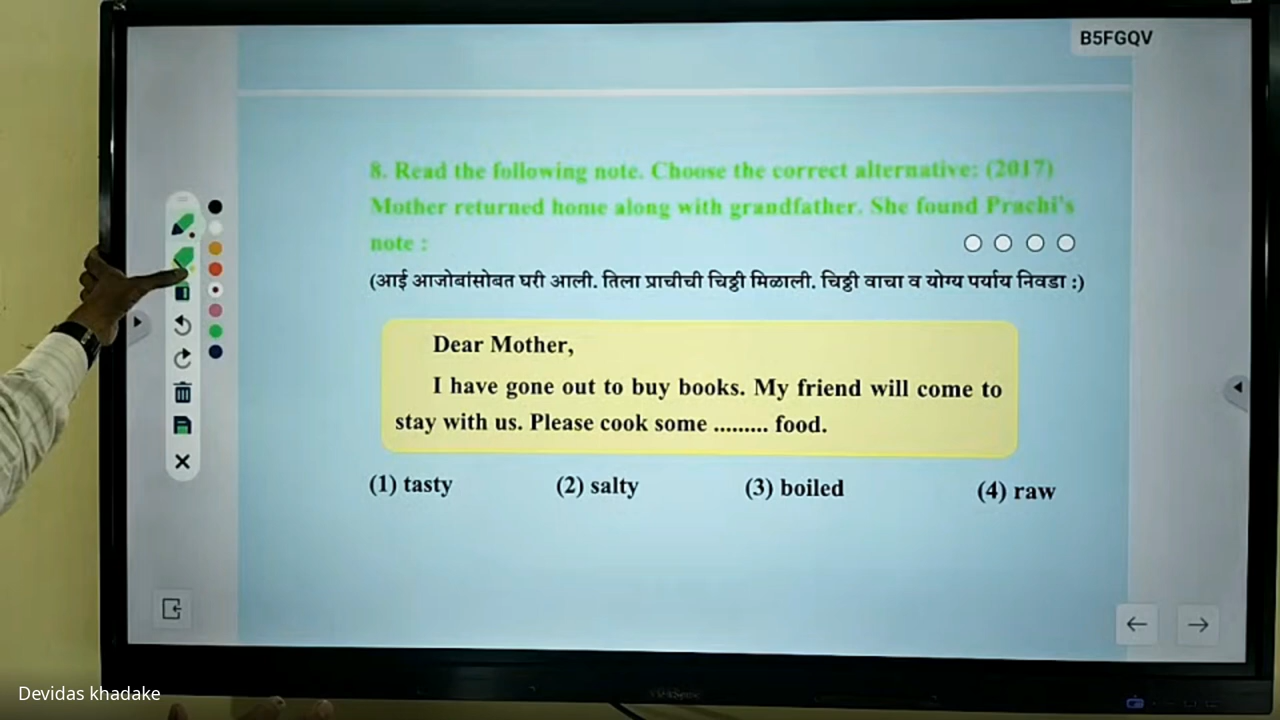 B5FGQV
8. Read the following note. Choose the correct alternative: (2017)
Mother returned home along with grandfather. She found Prachi's
note :
(आई आजोबांसोबत घरी आली. तिला प्राचीची चिठ्ठी मिळाली. चिठ्ठी वाचा व योग्य पर्याय निवडा :)
Dear Mother,
I have gone out to buy books. My friend will come to
stay with us. Please cook some ......... food.
(1) tasty (2) salty (3) boiled (4) raw
Devidas khadake